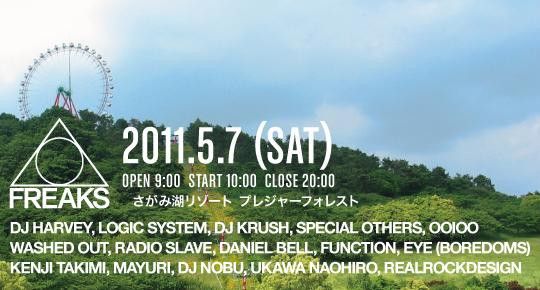 2011.5.7 (SAT)
OPEN 9:00 START 10:00 CLOSE 20:00
さがみ湖リゾート プレジャーフォレスト
FREAKS
DJ HARVEY, LOGIC SYSTEM, DJ KRUSH, SPECIAL OTHERS, OOIOO
WASHED OUT, RADIO SLAVE, DANIEL BELL, FUNCTION, EYE (BOREDOMS)
KENJI TAKIMI, MAYURI, DJ NOBU, UKAWA NAOHIRO, REALROCKDESIGN